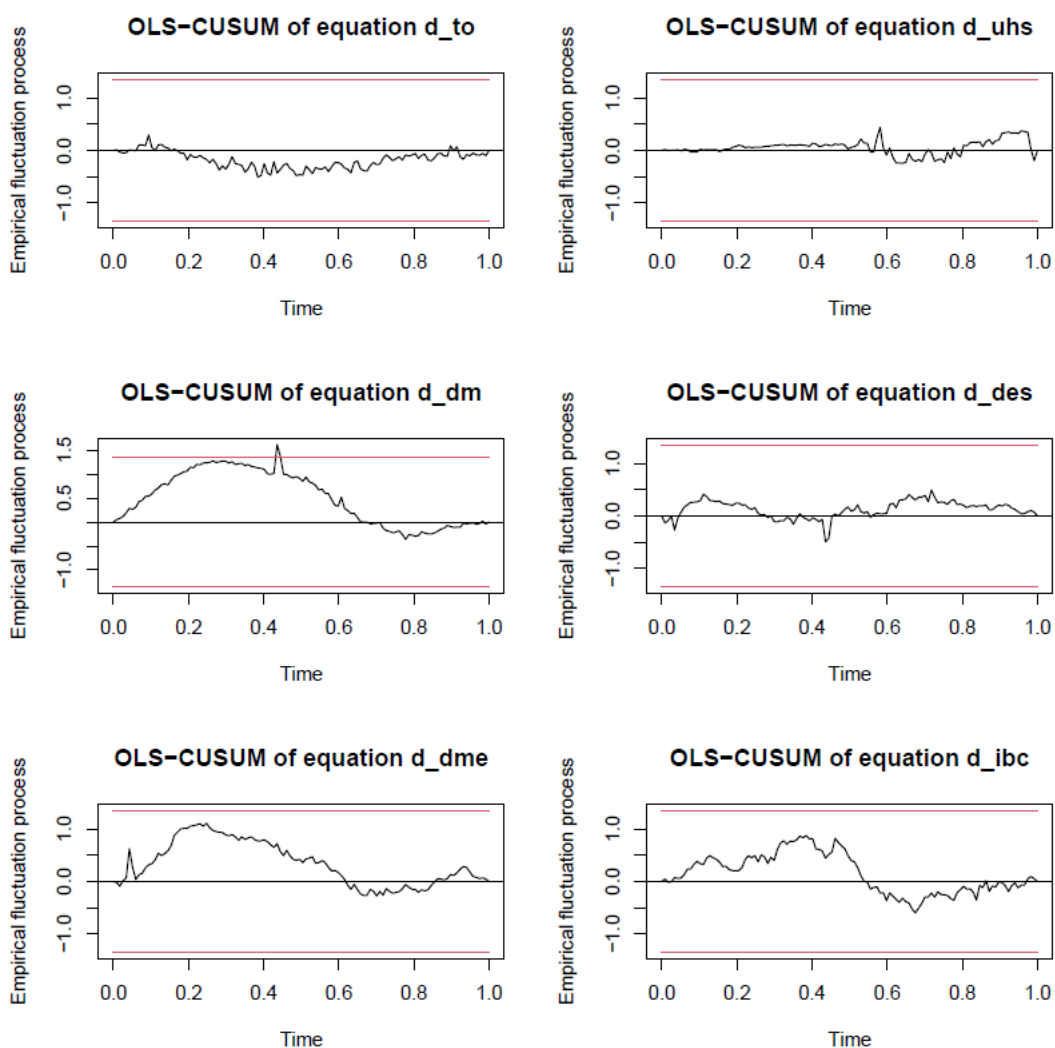 OLS−CUSUM of equation d_to
Empirical fluctuation process
1.0
0.0
−1.0
0.0 0.2 0.4 0.6 0.8 1.0
Time
OLS−CUSUM of equation d_uhs
Empirical fluctuation process
1.0
0.0
−1.0
0.0 0.2 0.4 0.6 0.8 1.0
Time
OLS−CUSUM of equation d_dm
Empirical fluctuation process
1.5
0.5
−1.0
0.0 0.2 0.4 0.6 0.8 1.0
Time
OLS−CUSUM of equation d_des
Empirical fluctuation process
1.0
0.0
−1.0
0.0 0.2 0.4 0.6 0.8 1.0
Time
OLS−CUSUM of equation d_dme
Empirical fluctuation process
1.0
0.0
−1.0
0.0 0.2 0.4 0.6 0.8 1.0
Time
OLS−CUSUM of equation d_ibc
Empirical fluctuation process
1.0
0.0
−1.0
0.0 0.2 0.4 0.6 0.8 1.0
Time